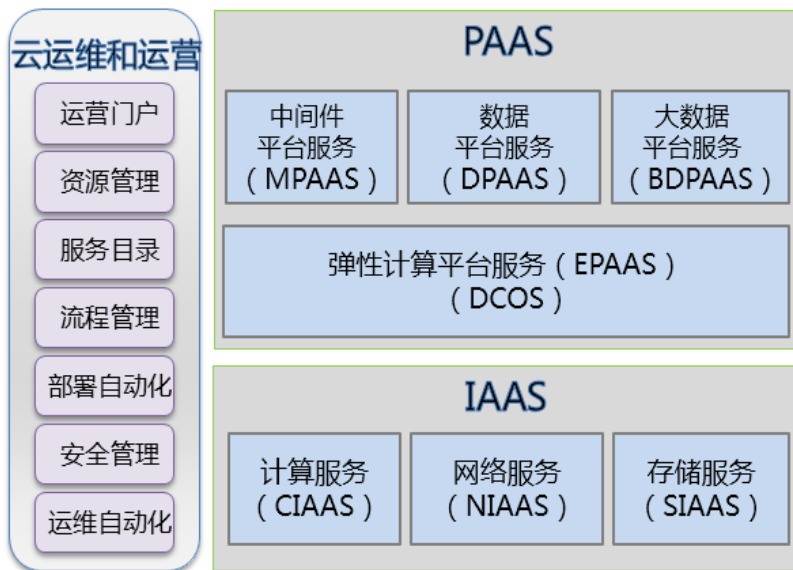 云运维和运营
运营门户
资源管理
服务目录
流程管理
部署自动化
安全管理
运维自动化
PAAS
中间件
平台服务
（MPAAS）
数据
平台服务
（DPAAS）
大数据
平台服务
（BDPAAS）
弹性计算平台服务（EPAAS）
（DCOS）
IAAS
计算服务
（CIAAS）
网络服务
（NIAAS）
存储服务
（SIAAS）